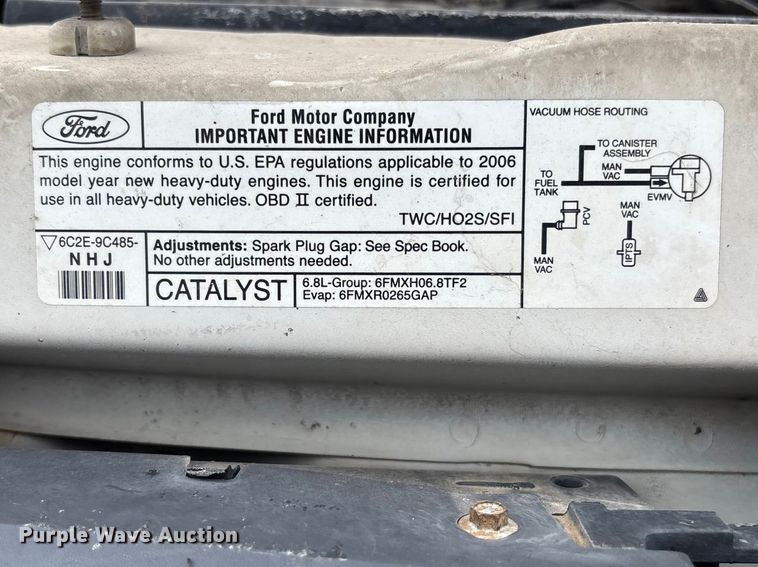 Ford
Ford Motor Company
IMPORTANT ENGINE INFORMATION
This engine conforms to U.S. EPA regulations applicable to 2006
model year new heavy-duty engines. This engine is certified for
use in all heavy-duty vehicles. OBD II certified.
TWC/HO2S/SFI
6C2E-9C485-
N H J
Adjustments: Spark Plug Gap: See Spec Book.
No other adjustments needed.
CATALYST
6.8L-Group: 6FMXH06.8TF2
Evap: 6FMXR0265GAP
VACUUM HOSE ROUTING
TO CANISTER
ASSEMBLY
TO
FUEL
TANK
MAN
VAC
EVMV
PCV
MAN
VAC
MAN
VAC
IPTS
Purple Wave Auction